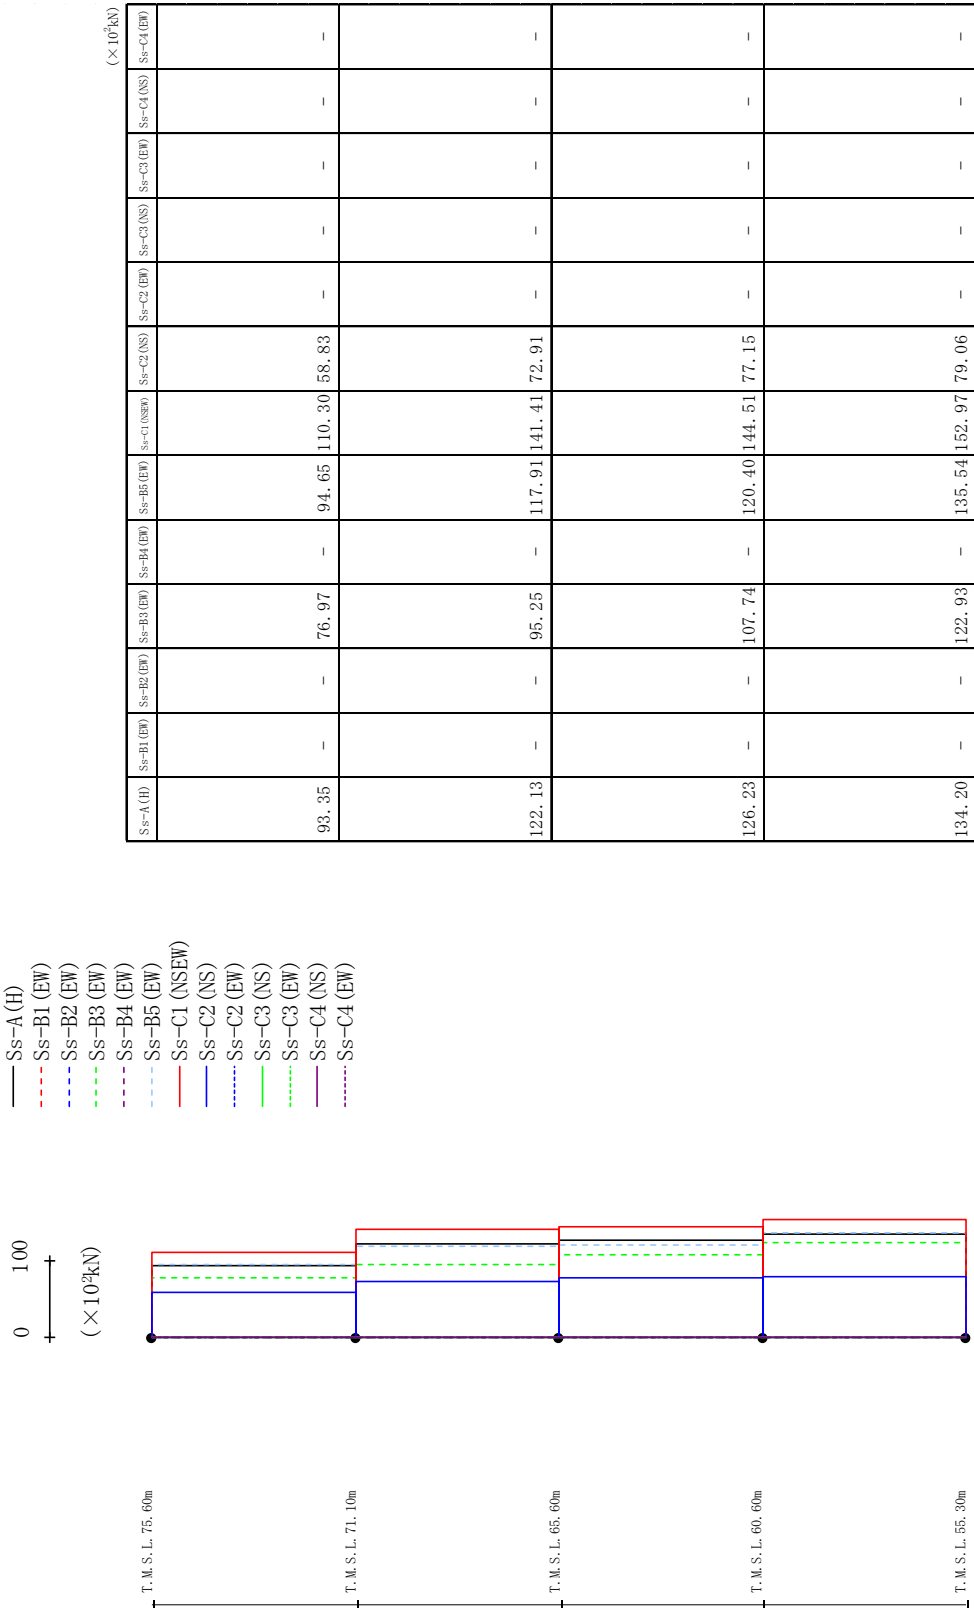 T.M.S.L.75.60m
T.M.S.L.71.10m
T.M.S.L.65.60m
T.M.S.L.60.60m
T.M.S.L.55.30m
0 100
(×10²kN)
Ss-A(H)
Ss-B1(EW)
Ss-B2(EW)
Ss-B3(EW)
Ss-B4(EW)
Ss-B5(EW)
Ss-C1(NSEW)
Ss-C2(NS)
Ss-C2(EW)
Ss-C3(NS)
Ss-C3(EW)
Ss-C4(NS)
Ss-C4(EW)
(×10²kN)
Ss-A(H) Ss-B1(EW) Ss-B2(EW) Ss-B3(EW) Ss-B4(EW) Ss-B5(EW) Ss-C1(NSEW) Ss-C2(NS) Ss-C2(EW) Ss-C3(NS) Ss-C3(EW) Ss-C4(NS) Ss-C4(EW)
93.35 - - 76.97 - 94.65 110.30 58.83 - - - - -
122.13 - - 95.25 - 117.91 141.41 72.91 - - - - -
126.23 - - 107.74 - 120.40 144.51 77.15 - - - - -
134.20 - - 122.93 - 135.54 152.97 79.06 - - - - -